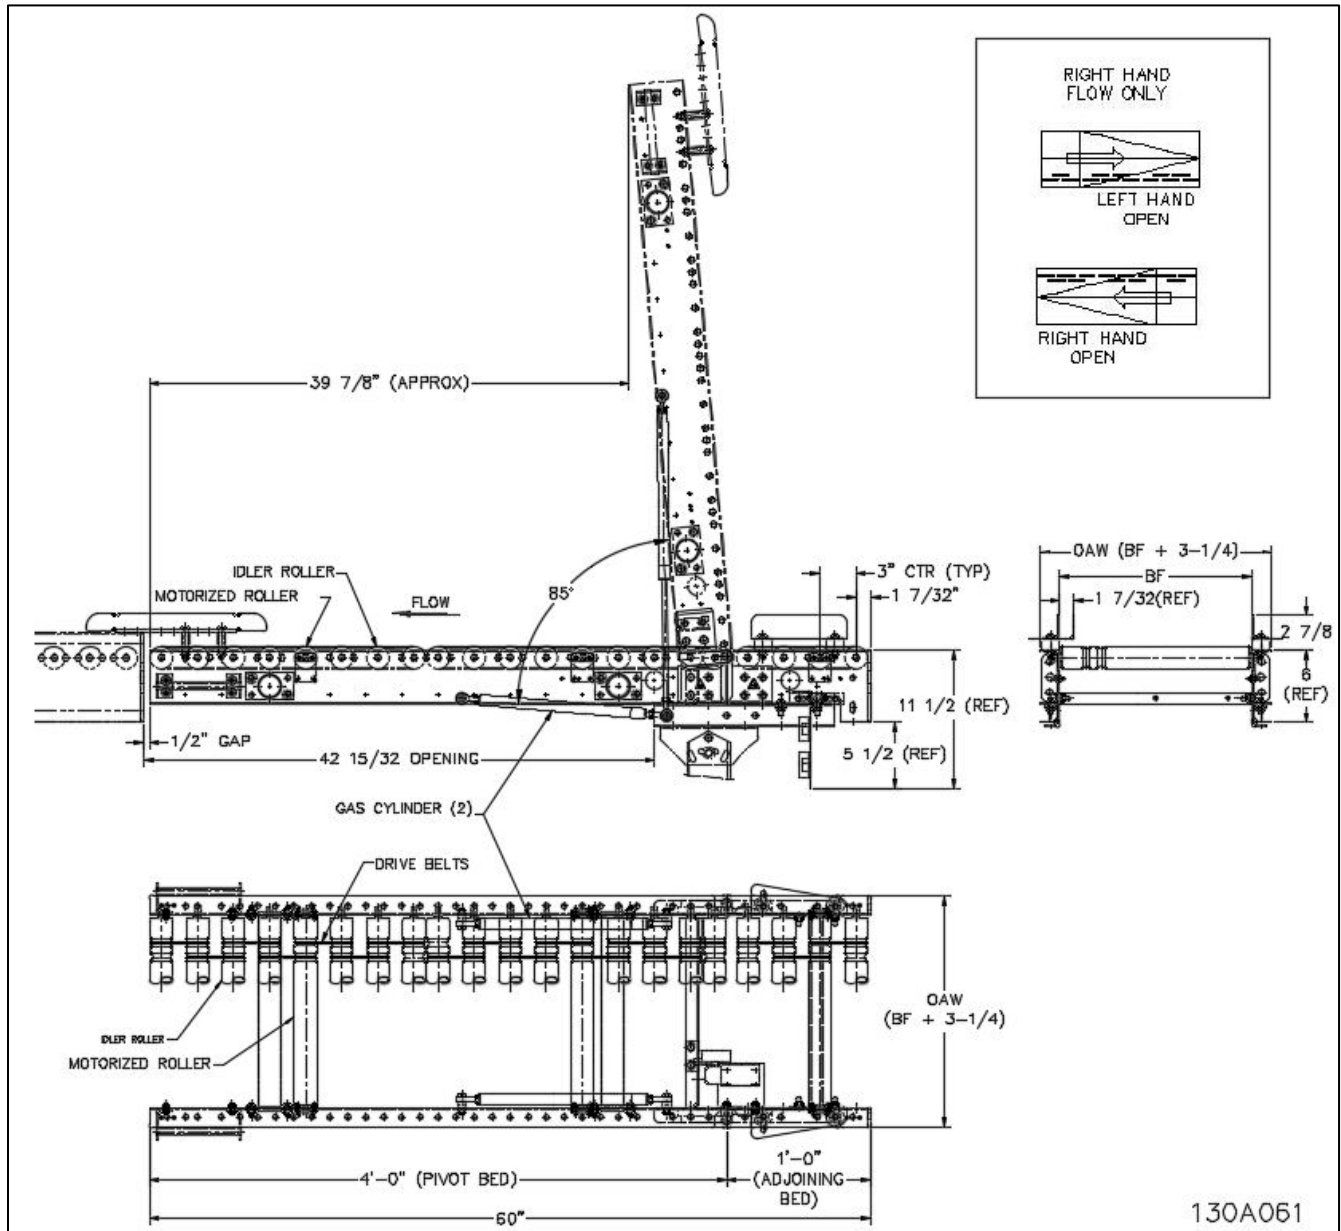 RIGHT HAND
FLOW ONLY
LEFT HAND
OPEN
RIGHT HAND
OPEN
39 7/8" (APPROX)
IDLER ROLLER
MOTORIZED ROLLER
FLOW
85°
3" CTR (TYP)
1 7/32"
OAW (BF + 3-1/4)
BF
1 7/32(REF)
2 7/8
6
(REF)
11 1/2 (REF)
5 1/2 (REF)
1/2" GAP
42 15/32 OPENING
GAS CYLINDER (2)
DRIVE BELTS
OAW
(BF + 3-1/4)
IDLER ROLLER
MOTORIZED ROLLER
4'-0" (PIVOT BED)
1'-0"
(ADJOINING
BED)
60"
130A061